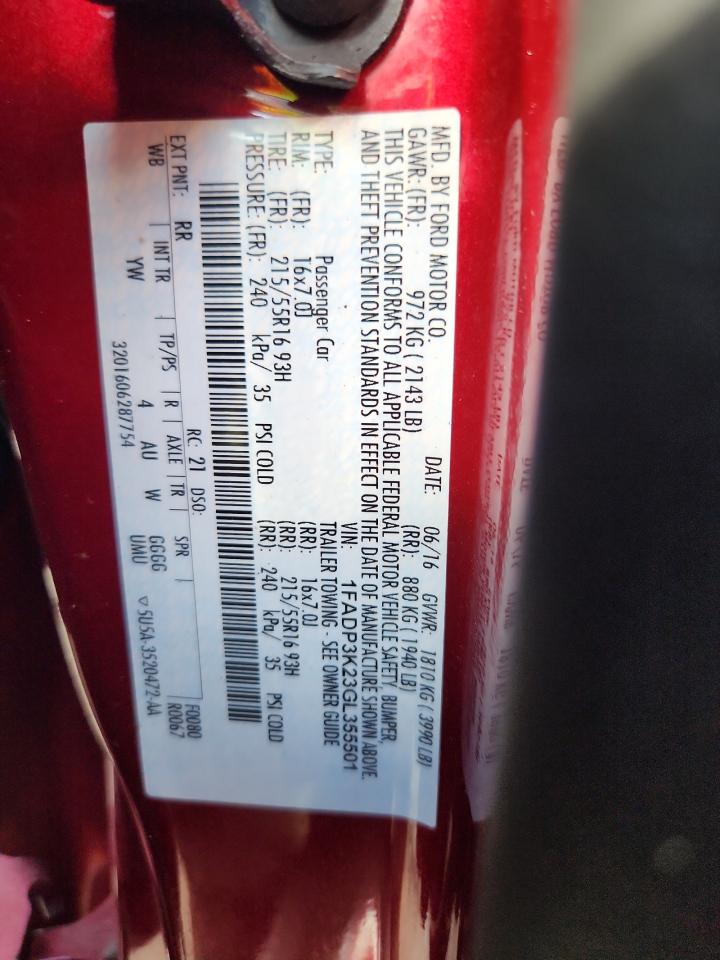 MFD. BY FORD MOTOR CO. DATE: 06/16 GVWR: 1810 KG ( 3990 LB)
GAWR: (FR): 972 KG ( 2143 LB) (RR): 880 KG ( 1940 LB)
THIS VEHICLE CONFORMS TO ALL APPLICABLE FEDERAL MOTOR VEHICLE SAFETY, BUMPER,
AND THEFT PREVENTION STANDARDS IN EFFECT ON THE DATE OF MANUFACTURE SHOWN ABOVE.
VIN: 1FADP3K23GL355501
TYPE: Passenger Car TRAILER TOWING - SEE OWNER GUIDE
RIM: (FR): 16x7.0J (RR): 16x7.0J
TIRE: (FR): 215/55R16 93H (RR): 215/55R16 93H
PRESSURE: (FR): 240 kPa/ 35 PSI COLD (RR): 240 kPa/ 35 PSI COLD
RC: 21 DSO: F0080
EXT PNT: RR R0067
WB | INT TR | TP/PS | R | AXLE | TR | SPR |
YW 4 AU W GGGG
UMU
3201606287754 ▽ 5U5A-3520472-AA